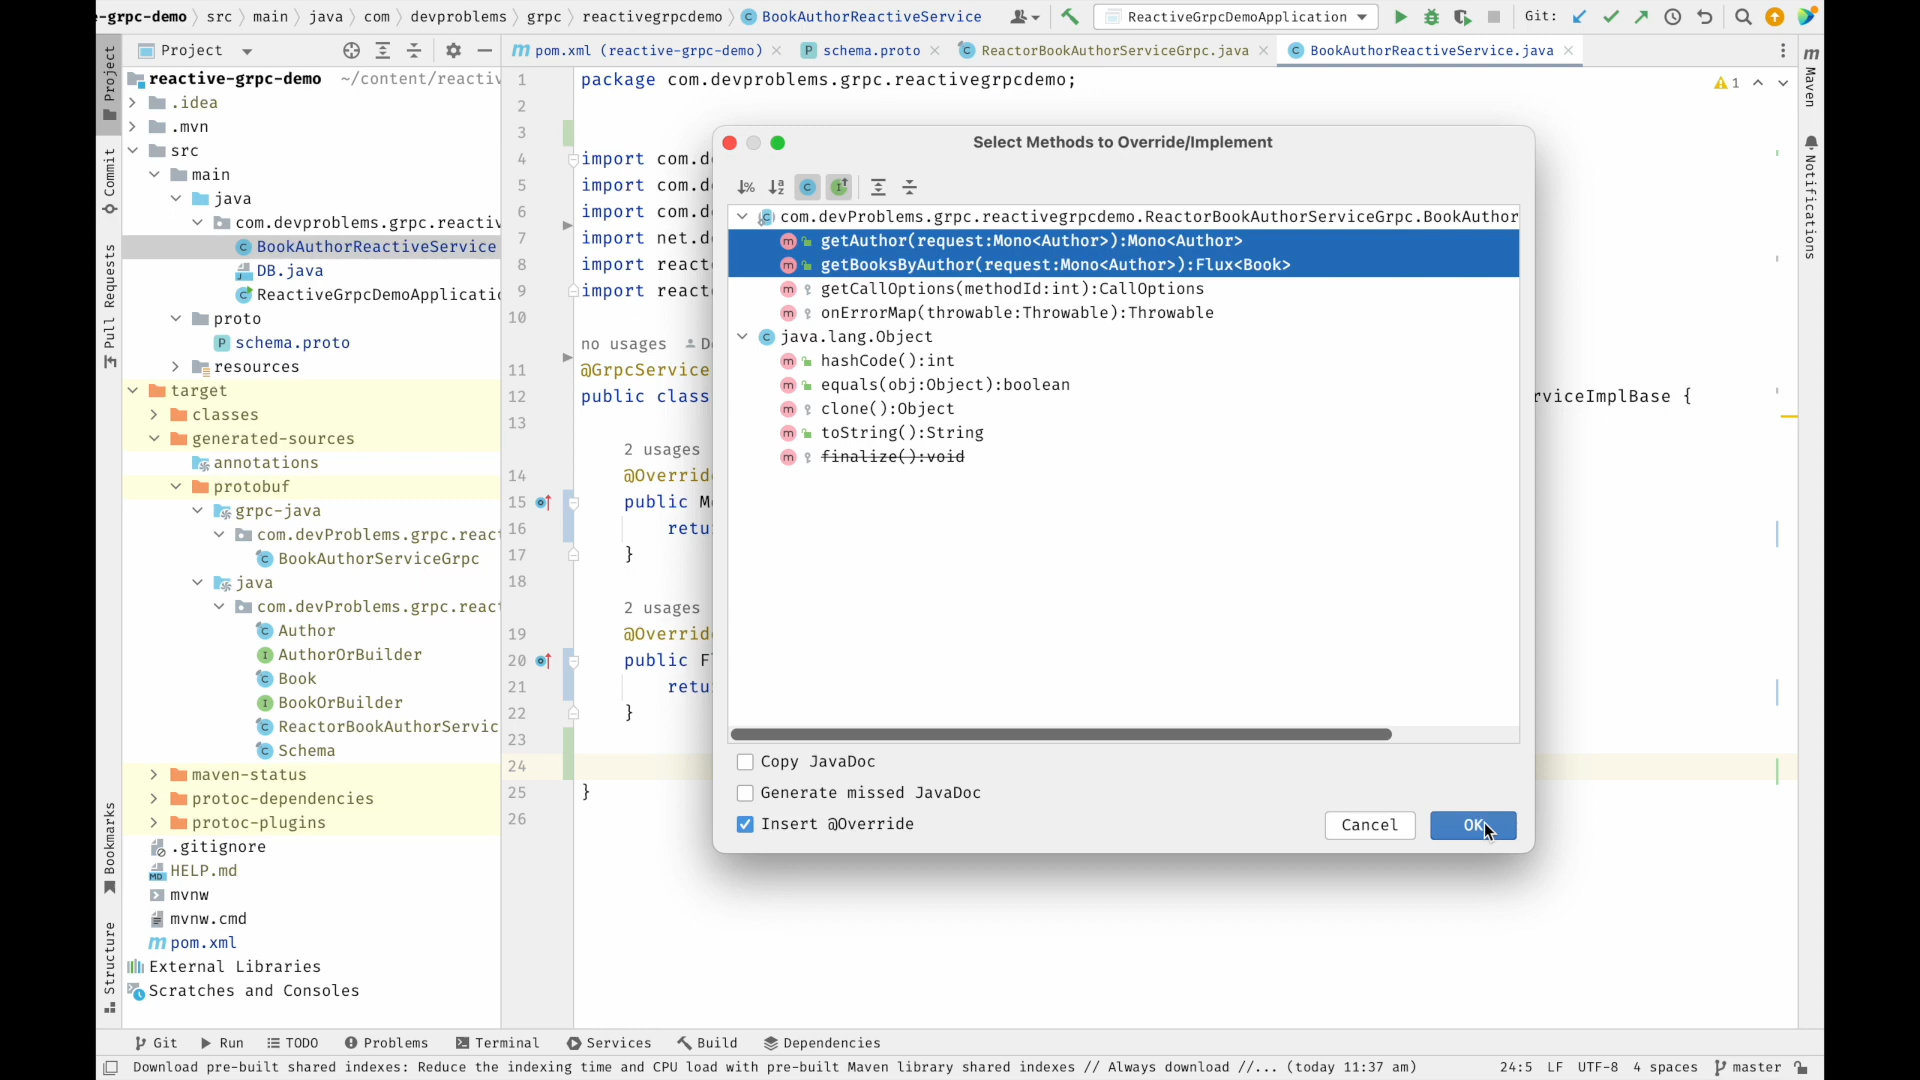 e-grpc-demo src main java com devproblems grpc reactivegrpcdemo BookAuthorReactiveService
ReactiveGrpcDemoApplication
Git:
Project
pom.xml (reactive-grpc-demo)
schema.proto
ReactorBookAuthorServiceGrpc.java
BookAuthorReactiveService.java
Project
Commit
Pull Requests
Bookmarks
Structure
reactive-grpc-demo ~/content/reactiv
.idea
.mvn
src
main
java
com.devproblems.grpc.reactiv
BookAuthorReactiveService
DB.java
ReactiveGrpcDemoApplicatio
proto
schema.proto
resources
target
classes
generated-sources
annotations
protobuf
grpc-java
com.devProblems.grpc.react
BookAuthorServiceGrpc
java
com.devProblems.grpc.react
Author
AuthorOrBuilder
Book
BookOrBuilder
ReactorBookAuthorServic
Schema
maven-status
protoc-dependencies
protoc-plugins
.gitignore
HELP.md
mvnw
mvnw.cmd
pom.xml
External Libraries
Scratches and Consoles
1 package com.devproblems.grpc.reactivegrpcdemo;
2
3
4 import com.d
5 import com.d
6 import com.d
7 import net.d
8 import react
9 import react
10
no usages
11 @GrpcService
12 public class rviceImplBase {
13
2 usages
14 @Overrid
15 public M
16 retu
17 }
18
2 usages
19 @Overrid
20 public F
21 retu
22 }
23
24
25 }
26
1
Maven
Notifications
Select Methods to Override/Implement
com.devProblems.grpc.reactivegrpcdemo.ReactorBookAuthorServiceGrpc.BookAuthor
getAuthor(request:Mono<Author>):Mono<Author>
getBooksByAuthor(request:Mono<Author>):Flux<Book>
getCallOptions(methodId:int):CallOptions
onErrorMap(throwable:Throwable):Throwable
java.lang.Object
hashCode():int
equals(obj:Object):boolean
clone():Object
toString():String
finalize():void
Copy JavaDoc
Generate missed JavaDoc
Insert @Override
Cancel
OK
Git Run TODO Problems Terminal Services Build Dependencies
Download pre-built shared indexes: Reduce the indexing time and CPU load with pre-built Maven library shared indexes // Always download //... (today 11:37 am) 24:5 LF UTF-8 4 spaces master